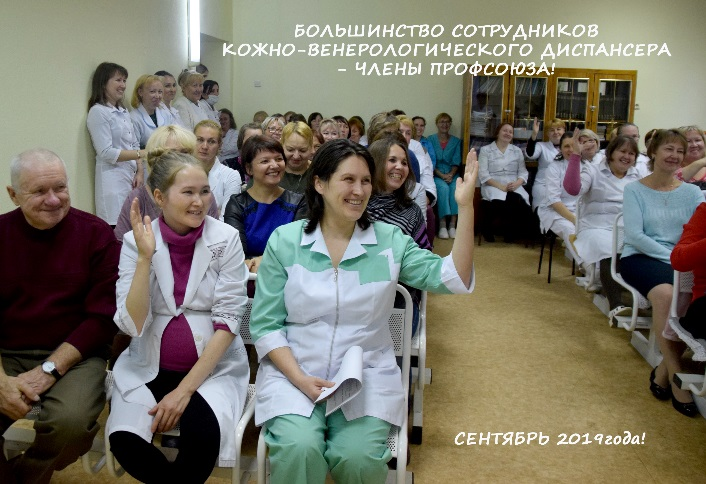 БОЛЬШИНСТВО СОТРУДНИКОВ
КОЖНО-ВЕНЕРОЛОГИЧЕСКОГО ДИСПАНСЕРА
- ЧЛЕНЫ ПРОФСОЮЗА!
СЕНТЯБРЬ 2019года!